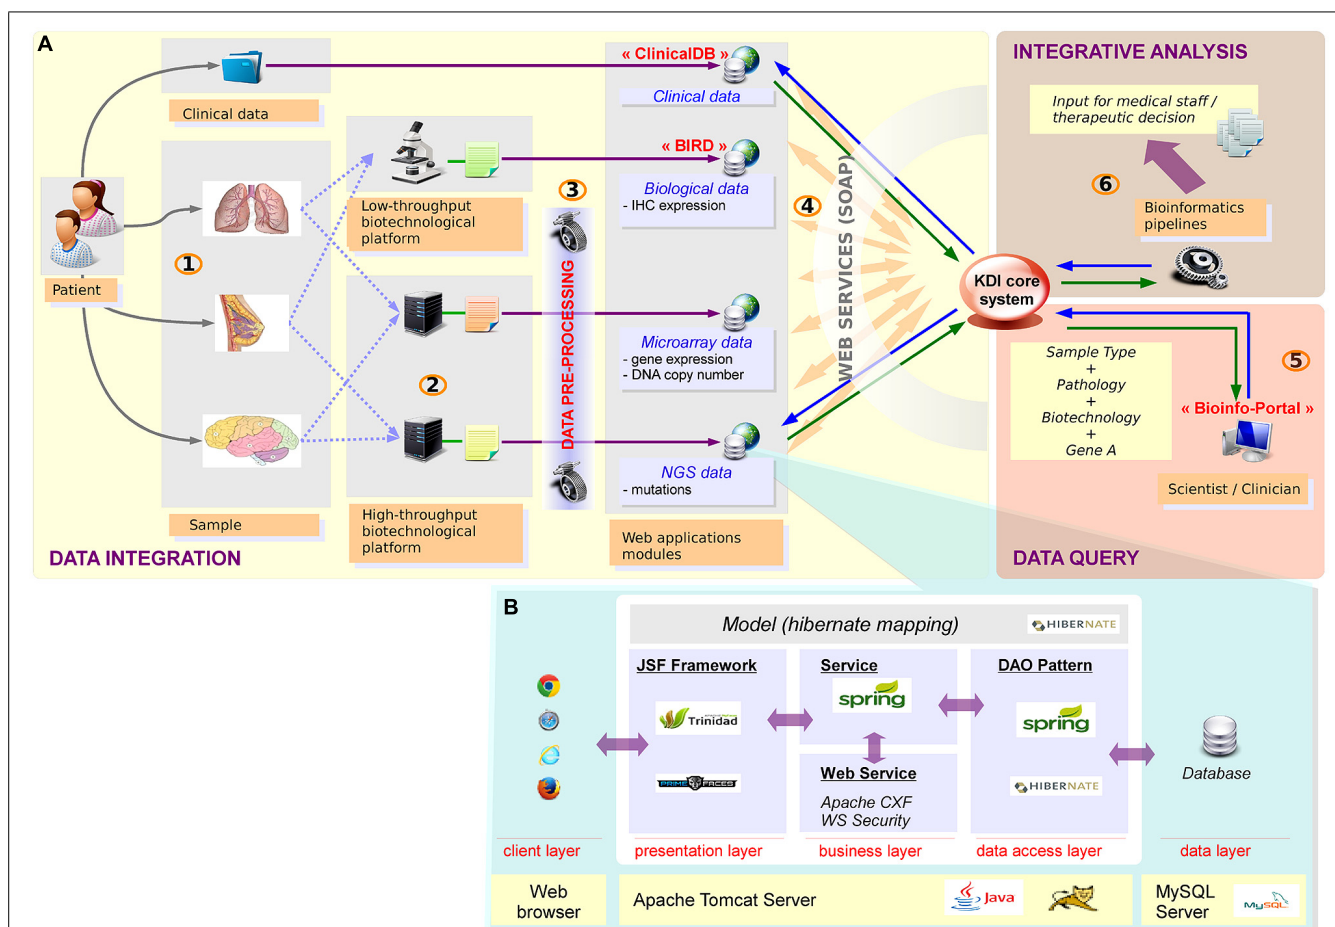 A
« ClinicalDB »
Clinical data
Clinical data
INTEGRATIVE ANALYSIS
Input for medical staff /
therapeutic decision
6
Bioinformatics
pipelines
« BIRD »
Biological data
- IHC expression
3
4
WEB SERVICES (SOAP)
Low-throughput
biotechnological
platform
1
Patient
DATA PRE-PROCESSING
KDI core
system
Microarray data
- gene expression
- DNA copy number
2
5
Sample Type
+
Pathology
+
Biotechnology
+
Gene A
« Bioinfo-Portal »
Scientist / Clinician
NGS data
- mutations
Sample
High-throughput
biotechnological
platform
Web applications
modules
DATA INTEGRATION
DATA QUERY
B
Model (hibernate mapping)
HIBERNATE
JSF Framework
Service
DAO Pattern
Trinidad
spring
spring
PRIMEFACES
Web Service
Apache CXF
WS Security
HIBERNATE
Database
client layer
presentation layer
business layer
data access layer
data layer
Web
browser
Apache Tomcat Server
Java
MySQL
Server
MySQL